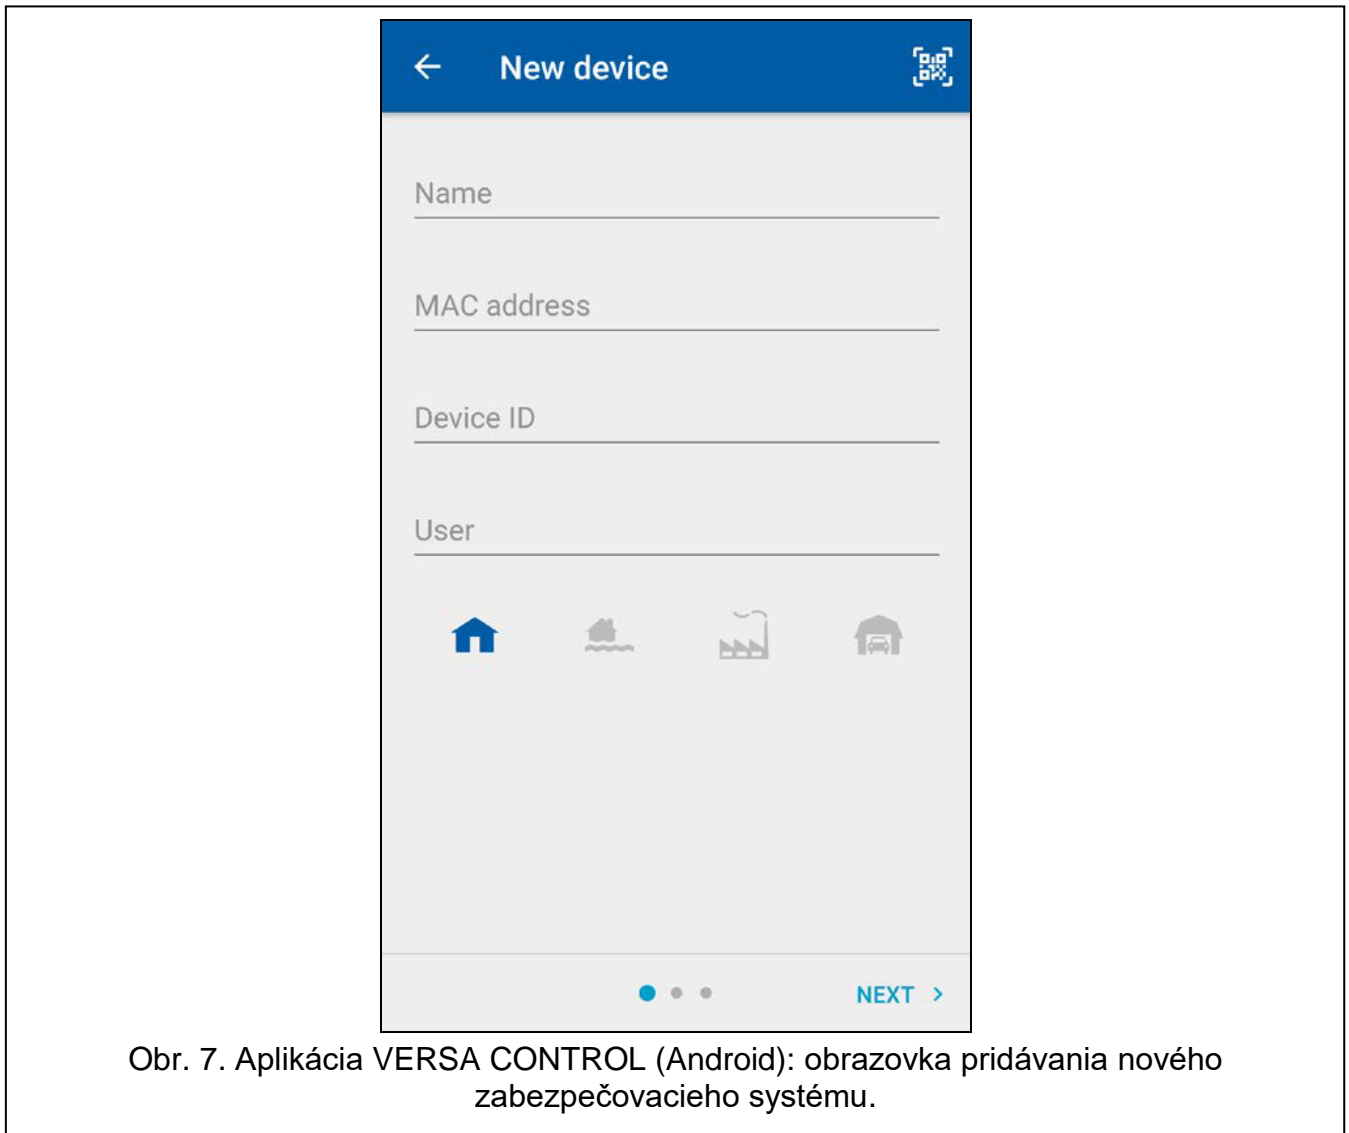 New device
Name
MAC address
Device ID
User
NEXT
Obr. 7. Aplikácia VERSA CONTROL (Android): obrazovka pridávania nového
zabezpečovacieho systému.